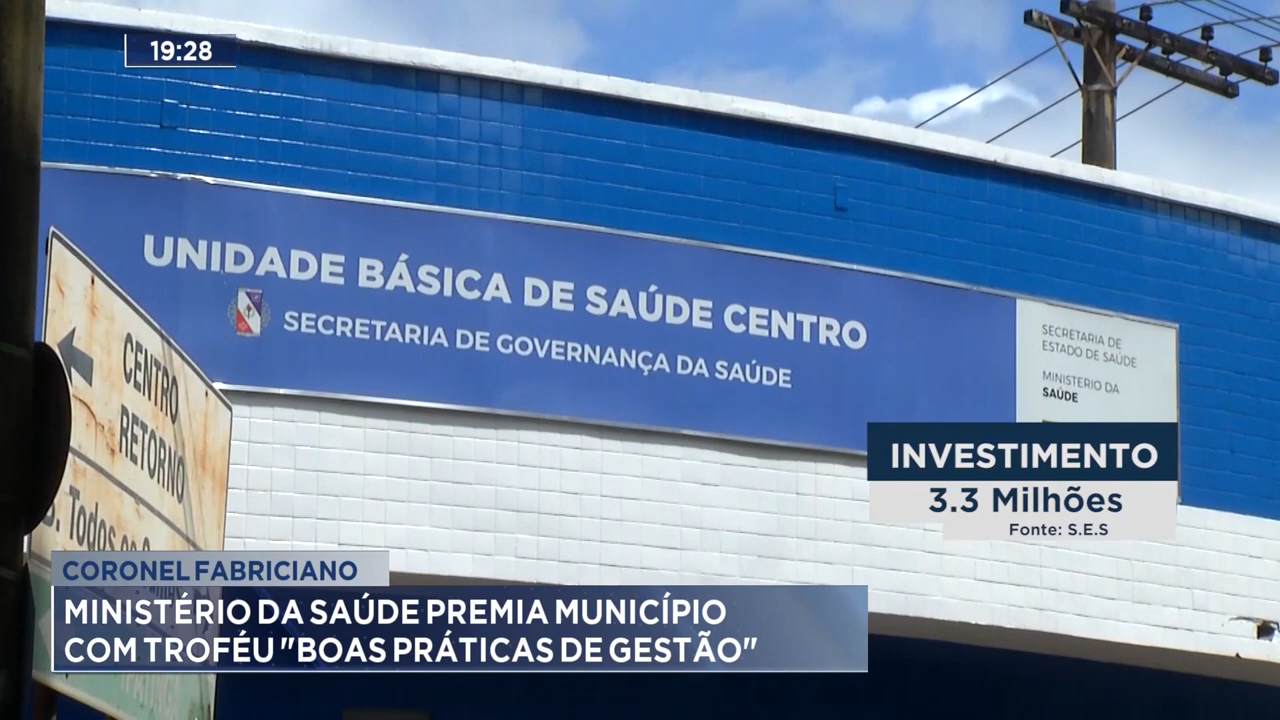 19:28
UNIDADE BÁSICA DE SAÚDE CENTRO
SECRETARIA DE GOVERNANÇA DA SAÚDE
SECRETARIA DE
ESTADO DE SAÚDE
MINISTERIO DA
SAÚDE
CENTRO
RETORNO
B. Todos os
INVESTIMENTO
3.3 Milhões
Fonte: S.E.S
CORONEL FABRICIANO
MINISTÉRIO DA SAÚDE PREMIA MUNICÍPIO
COM TROFÉU "BOAS PRÁTICAS DE GESTÃO"